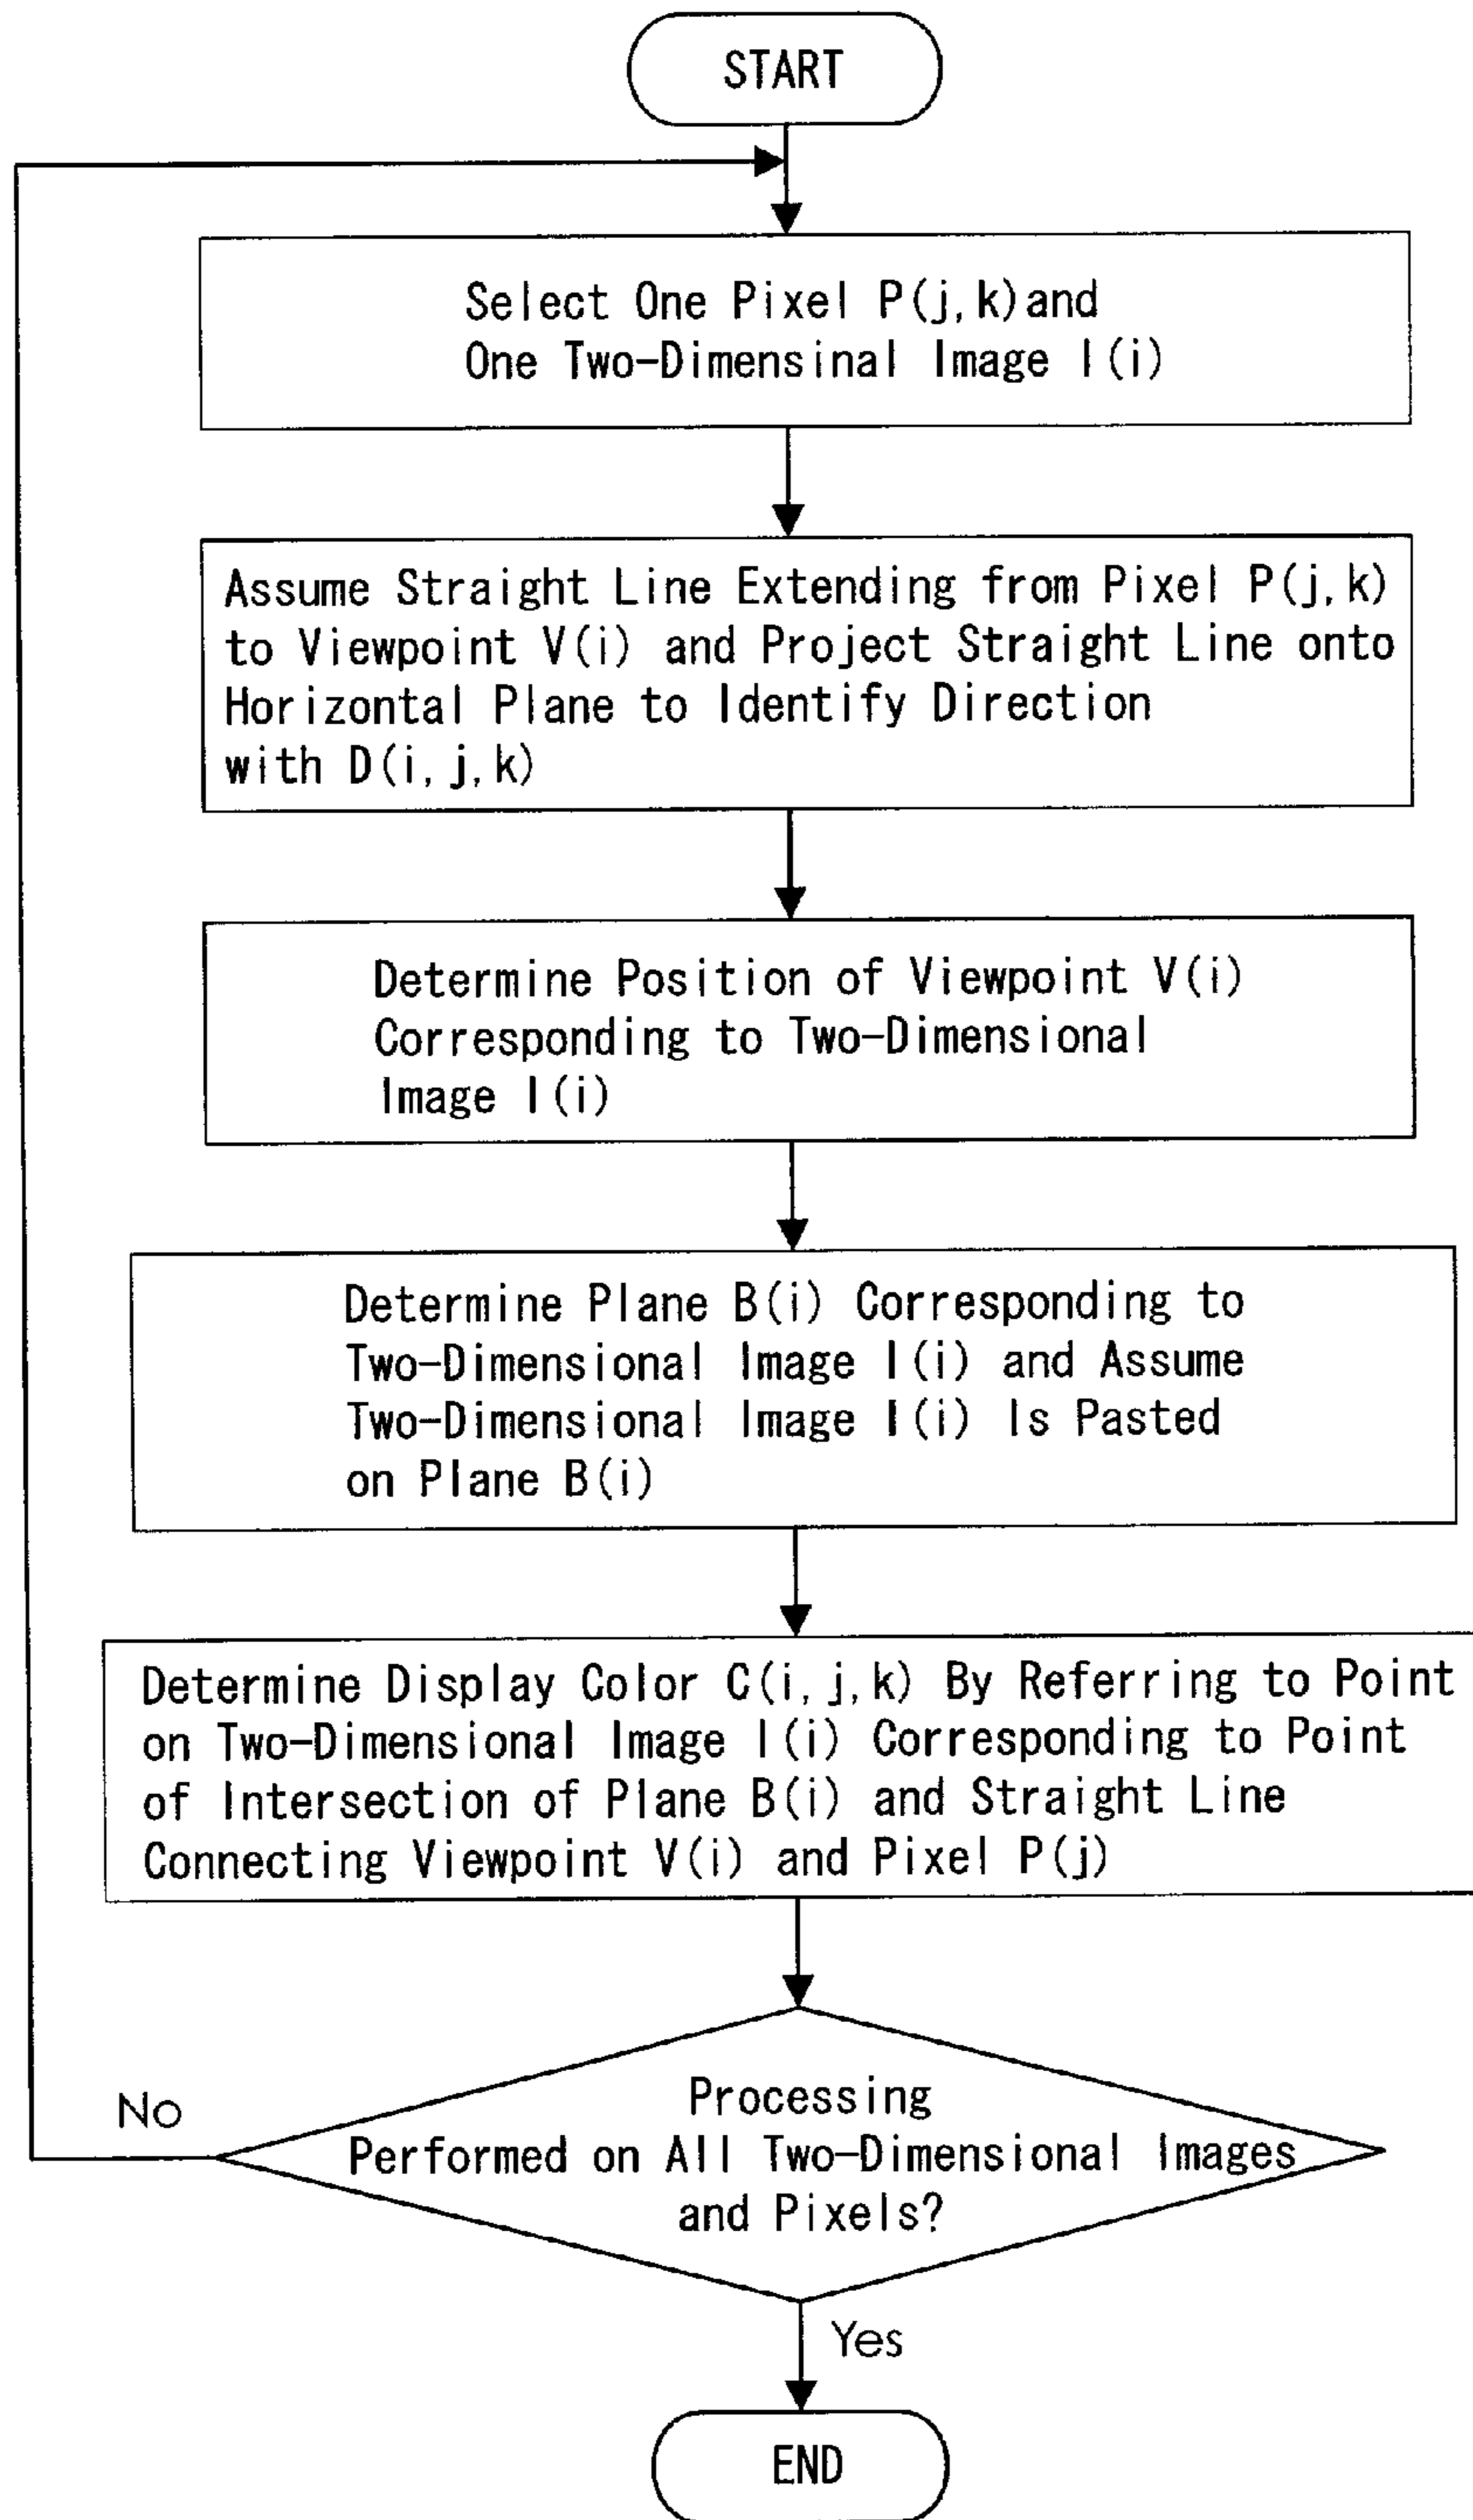 START
Select One Pixel P(j,k)and
One Two-Dimensinal Image I(i)
Assume Straight Line Extending from Pixel P(j,k)
to Viewpoint V(i) and Project Straight Line onto
Horizontal Plane to Identify Direction
with D(i,j,k)
Determine Position of Viewpoint V(i)
Corresponding to Two-Dimensional
Image I(i)
Determine Plane B(i) Corresponding to
Two-Dimensional Image I(i) and Assume
Two-Dimensional Image I(i) Is Pasted
on Plane B(i)
Determine Display Color C(i,j,k) By Referring to Point
on Two-Dimensional Image I(i) Corresponding to Point
of Intersection of Plane B(i) and Straight Line
Connecting Viewpoint V(i) and Pixel P(j)
No
Processing
Performed on All Two-Dimensional Images
and Pixels?
Yes
END